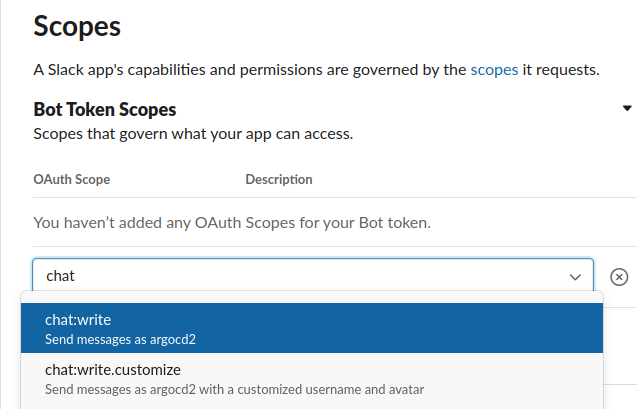 Scopes
A Slack app's capabilities and permissions are governed by the scopes it requests.
Bot Token Scopes
Scopes that govern what your app can access.
OAuth Scope Description
You haven’t added any OAuth Scopes for your Bot token.
chat
chat:write
Send messages as argocd2
chat:write.customize
Send messages as argocd2 with a customized username and avatar